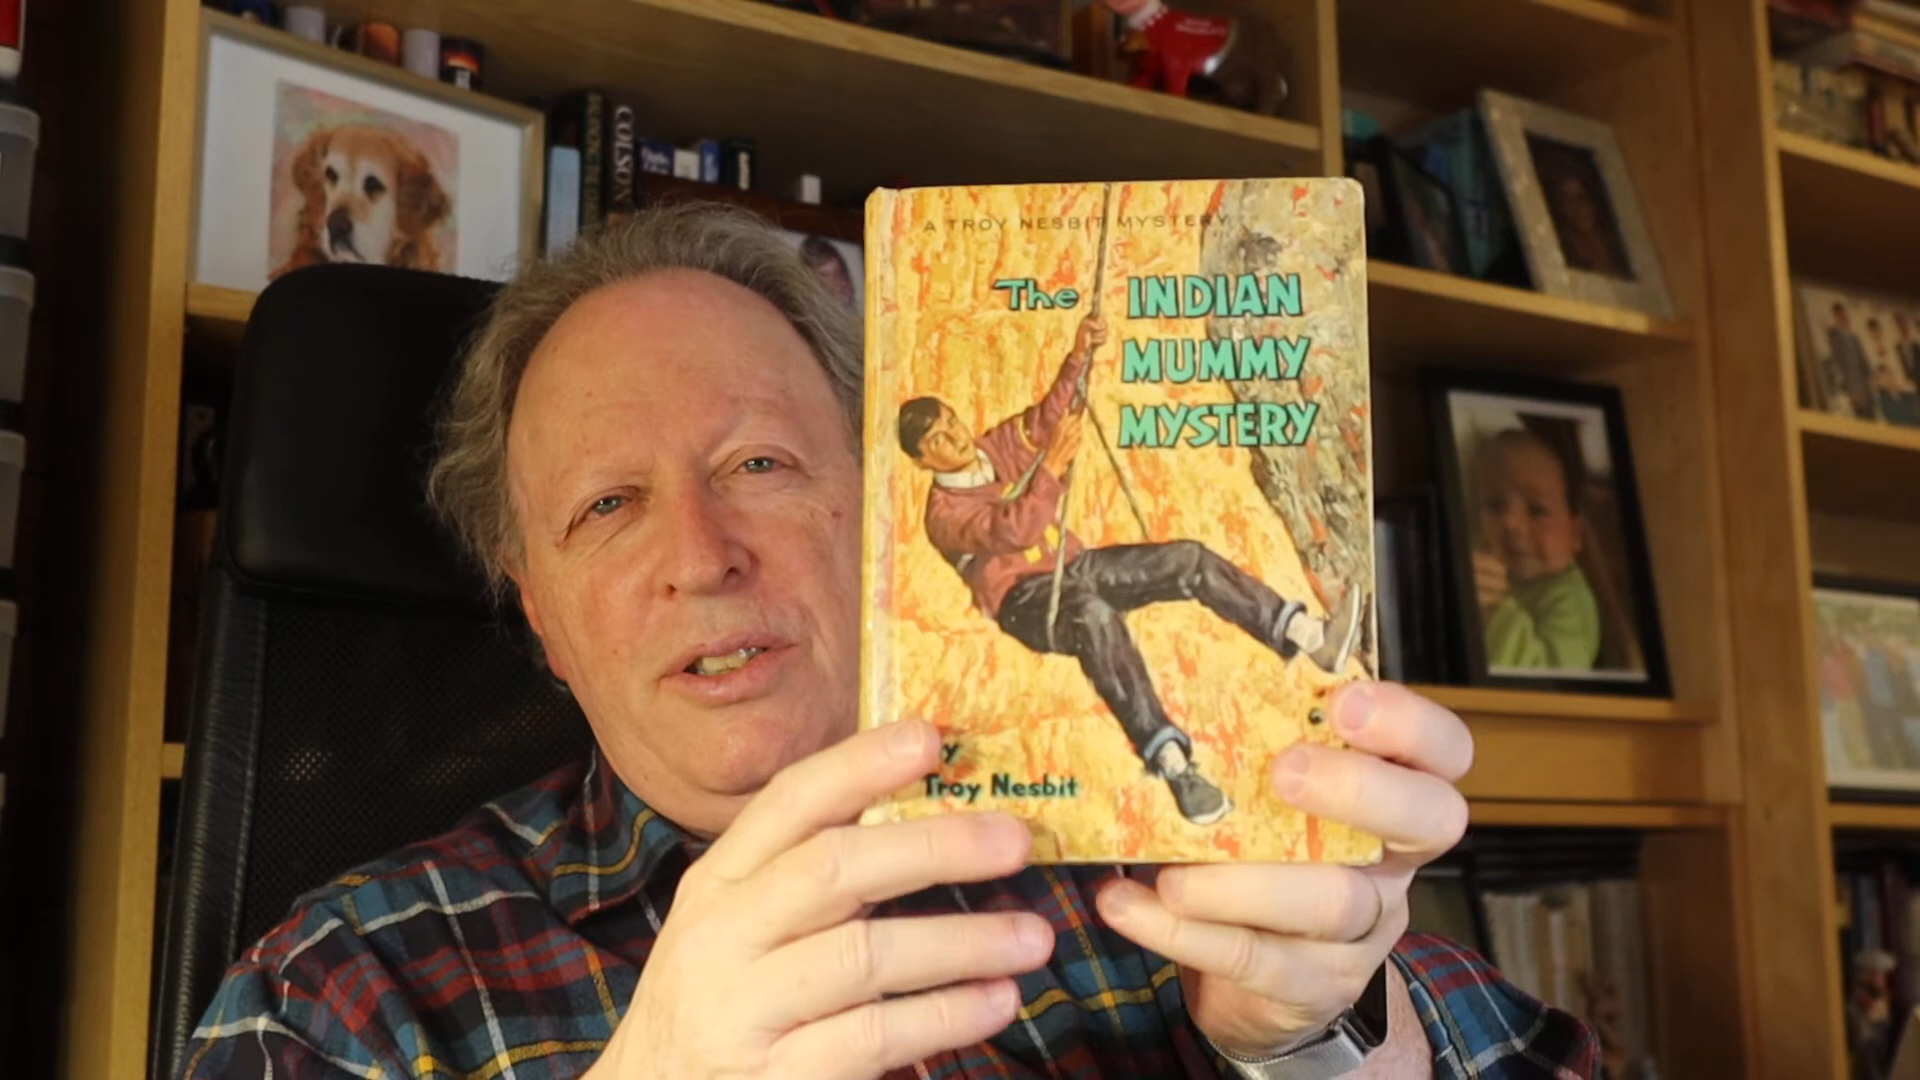 COLSON
A TROY NESBIT MYSTERY
The INDIAN
MUMMY
MYSTERY
y
Troy Nesbit